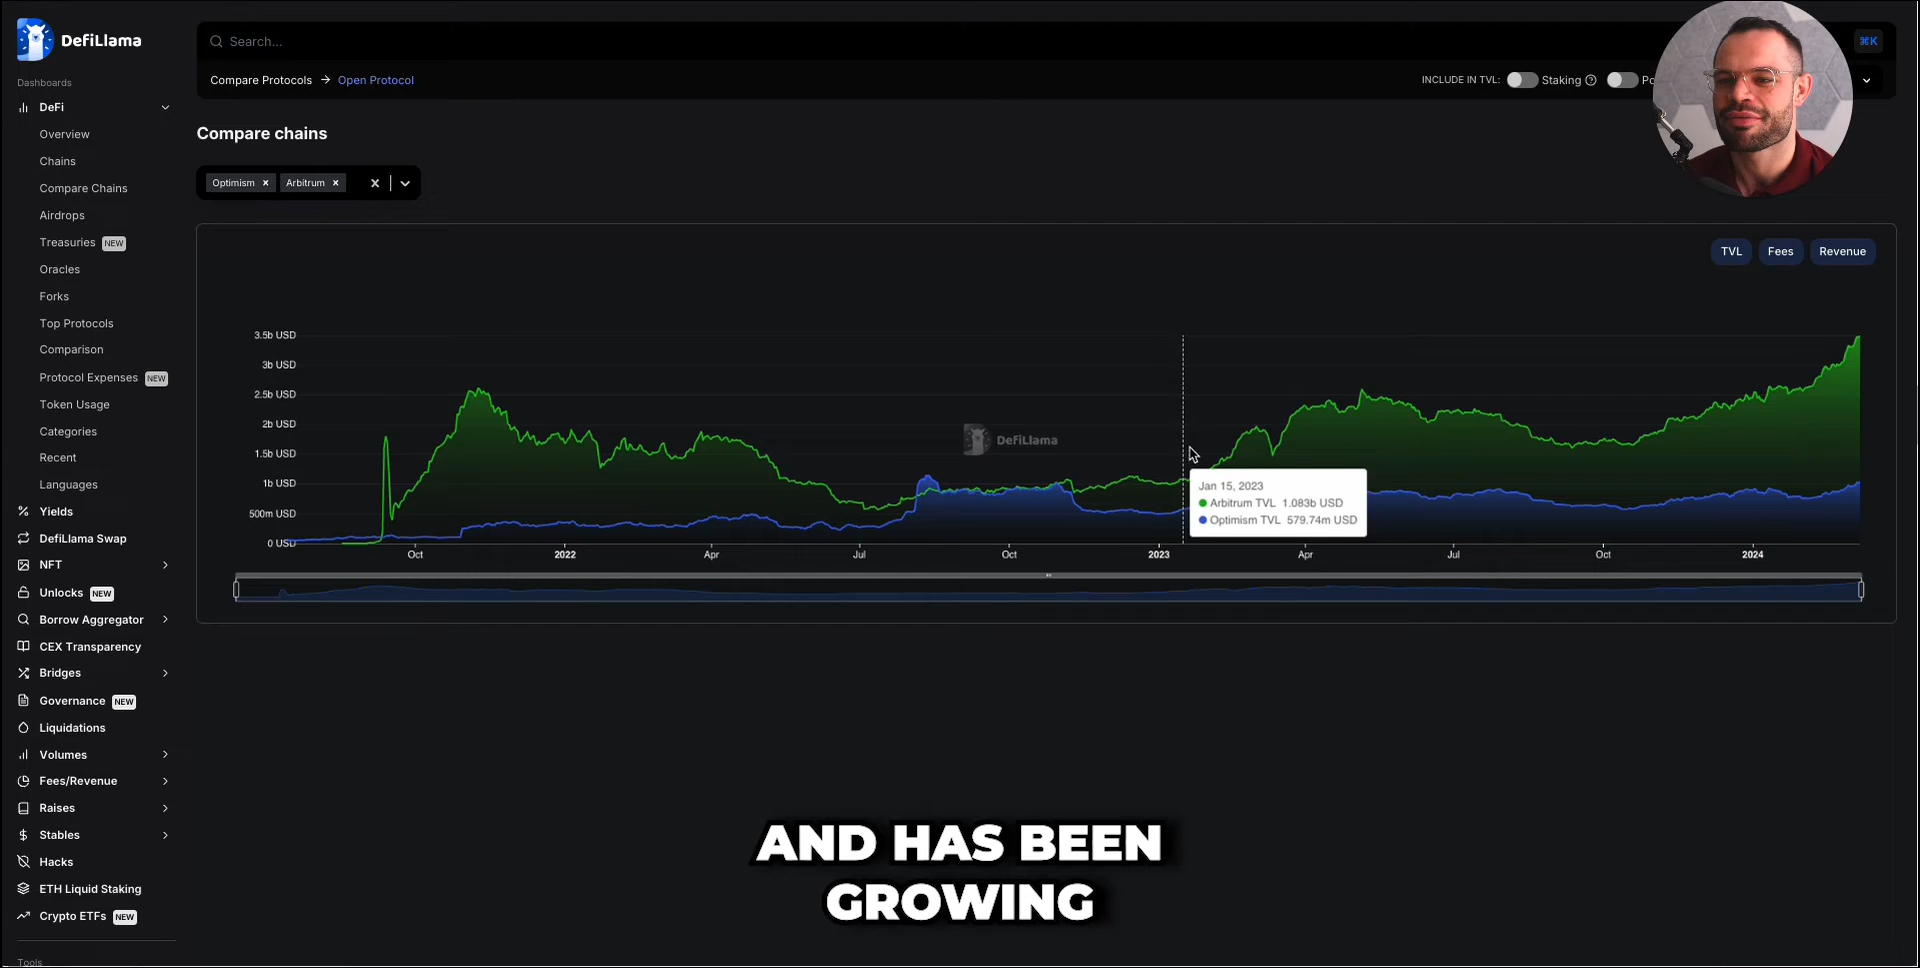 DefiLlama
Search...
⌘K
Compare Protocols → Open Protocol
INCLUDE IN TVL: Staking
Dashboards
DeFi
Overview
Chains
Compare Chains
Airdrops
Treasuries NEW
Oracles
Forks
Top Protocols
Comparison
Protocol Expenses NEW
Token Usage
Categories
Recent
Languages
Yields
DefiLlama Swap
NFT
Unlocks NEW
Borrow Aggregator
CEX Transparency
Bridges
Governance NEW
Liquidations
Volumes
Fees/Revenue
Raises
Stables
Hacks
ETH Liquid Staking
Crypto ETFs NEW
Tools
Compare chains
Optimism × Arbitrum ×
TVL Fees Revenue
3.5b USD
3b USD
2.5b USD
2b USD
1.5b USD
1b USD
500m USD
0 USD
DefiLlama
Jan 15, 2023
Arbitrum TVL 1.083b USD
Optimism TVL 579.74m USD
Oct 2022 Apr Jul Oct 2023 Apr Jul Oct 2024
AND HAS BEEN
GROWING